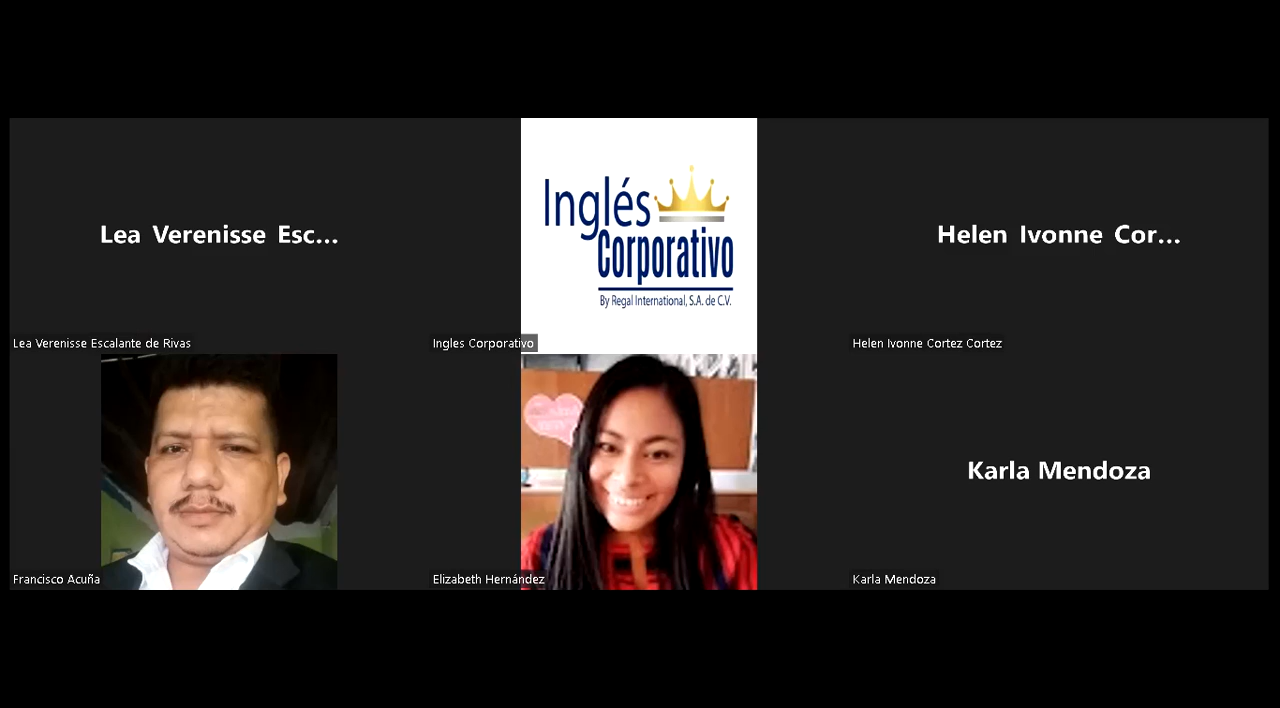 Lea Verenisse Esc...
Inglés
Corporativo
By Regal International, S.A. de C.V.
Helen Ivonne Cor...
Lea Verenisse Escalante de Rivas
Ingles Corporativo
Helen Ivonne Cortez Cortez
Karla Mendoza
Francisco Acuña
Elizabeth Hernández
Karla Mendoza